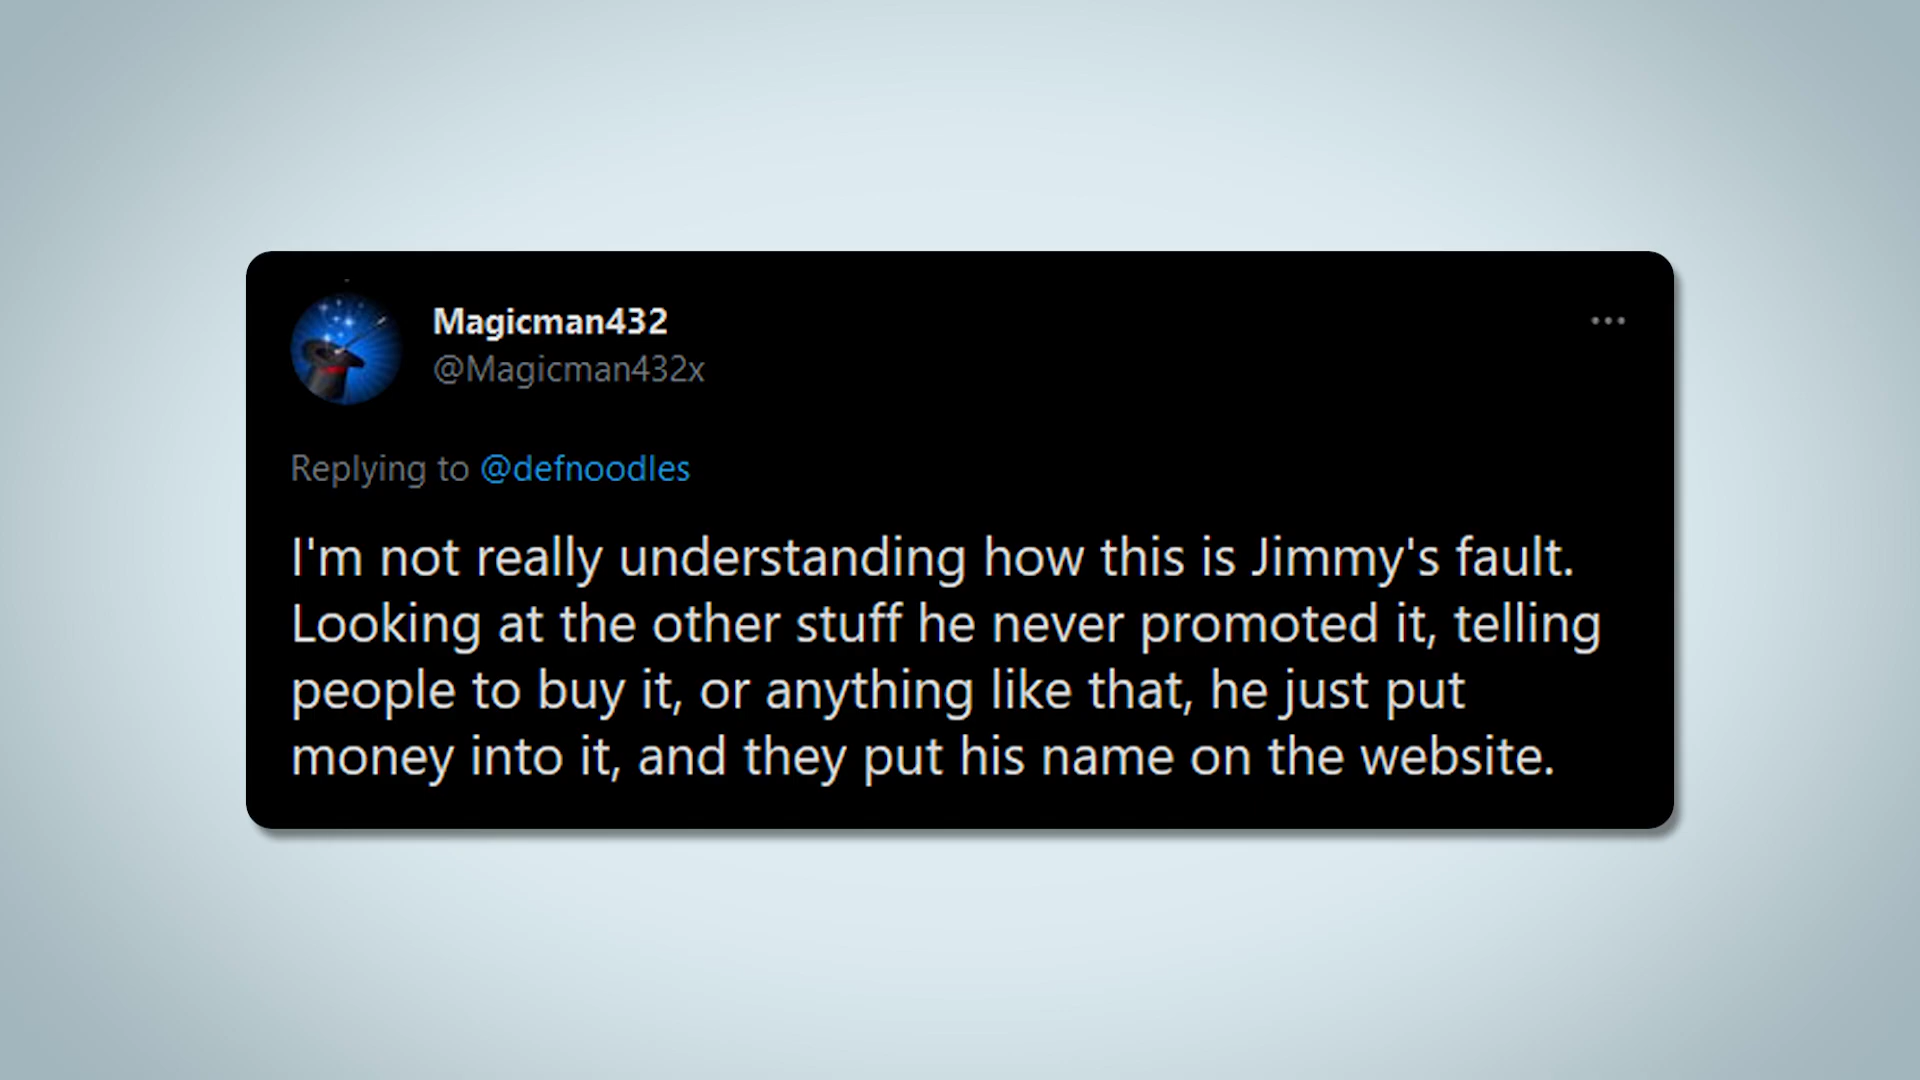 Magicman432
@Magicman432x
Replying to @defnoodles
I'm not really understanding how this is Jimmy's fault.
Looking at the other stuff he never promoted it, telling
people to buy it, or anything like that, he just put
money into it, and they put his name on the website.